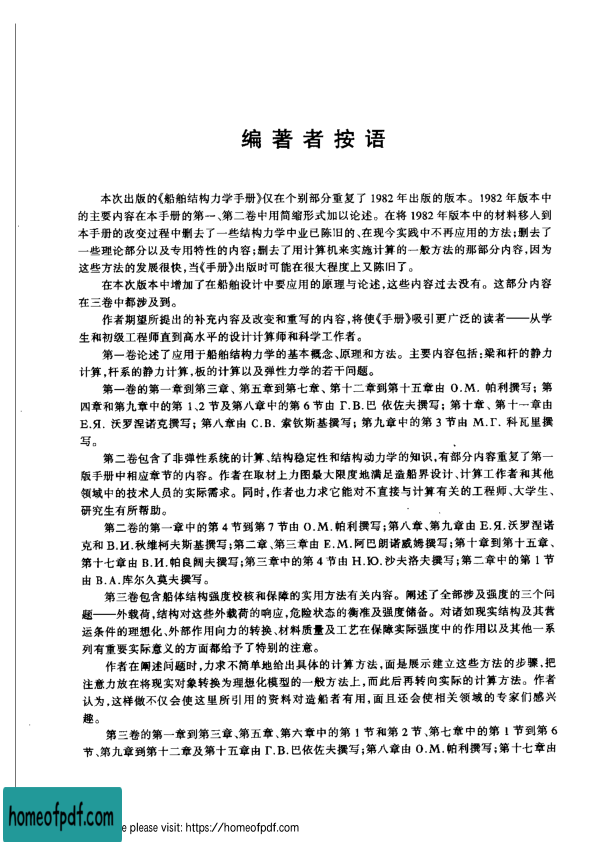 编著者按语
本次出版的《船舶结构力学手册》仅在个别部分重复了 1982 年出版的版本。1982 年版本中
的主要内容在本手册的第一、第二卷中用简缩形式加以论述。在将 1982 年版本中的材料移入到
本手册的改变过程中删去了一些结构力学中业已陈旧的、在现今实践中不再应用的方法;删去了
一些理论部分以及专用特性的内容;删去了用计算机来实施计算的一般方法的那部分内容,因为
这些方法的发展很快,当《手册》出版时可能在很大程度上又陈旧了。
在本次版本中增加了在船舶设计中要应用的原理与论述,这些内容过去没有。这部分内容
在三卷中都涉及到。
作者期望所提出的补充内容及改变和重写的内容,将使《手册》吸引更广泛的读者——从学
生和初级工程师直到高水平的设计计算师和科学工作者。
第一卷论述了应用于船舶结构力学的基本概念、原理和方法。主要内容包括:梁和杆的静力
计算,杆系的静力计算,板的计算以及弹性力学的若干问题。
第一卷的第一章到第三章、第五章到第七章、第十二章到第十五章由 О.М. 帕利撰写; 第
四章和第九章中的第 1、2 节及第八章中的第 6 节由 Г.В.巴 依佐夫撰写; 第十章、第十一章由
Е.Я. 沃罗涅诺克撰写; 第八章由 С.В. 索钦斯基撰写; 第九章中的第 3 节由 М.Г. 科瓦里撰
写。
第二卷包含了非弹性系统的计算、结构稳定性和结构动力学的知识,有部分内容重复了第一
版手册中相应章节的内容。作者在取材上力图最大限度地满足造船界设计、计算工作者和其他
领域中的技术人员的实际需求。同时,作者也力求它能对不直接与计算有关的工程师、大学生、
研究生有所帮助。
第二卷的第一章中的第 4 节到第 7 节由 О.М.帕利撰写;第八章、第九章由 Е.Я.沃罗涅诺
克和 В.И.秋维柯夫斯基撰写;第二章、第三章由 Е.М.阿巴朗诺威姆撰写;第十章到第十五章、
第十七章由 В.И.帕良阔夫撰写;第三章中的第 4 节由 Н.Ю.沙夫洛夫撰写;第二章中的第 1 节
由 В.А.库尔久莫夫撰写。
第三卷包含船体结构强度校核和保障的实用方法有关内容。阐述了全部涉及强度的三个问
题——外载荷,结构对这些外载荷的响应,危险状态的衡准及强度储备。对诸如现实结构及其营
运条件的理想化、外部作用向力的转换、材料质量及工艺在保障实际强度中的作用以及其他一系
列有重要实际意义的方面都给予了特别的注意。
作者在阐述问题时,力求不简单地给出具体的计算方法,面是展示建立这些方法的步骤,把
注意力放在将现实对象转换为理想化模型的一般方法上,而此后再转向实际的计算方法。作者
认为,这样做不仅会使这里所引用的资料对造船者有用,面且还会使相关领域的专家们感兴
趣。
第三卷的第一章到第三章、第五章、第六章中的第 1 节和第 2 节、第七章中的第 1 节到第 6
节、第九章到第十二章及第十五章由 Г.В.巴依佐夫撰写;第八章由 О.М.帕利撰写;第十七章由
homeofpdf.com
e please visit: https://homeofpdf.com